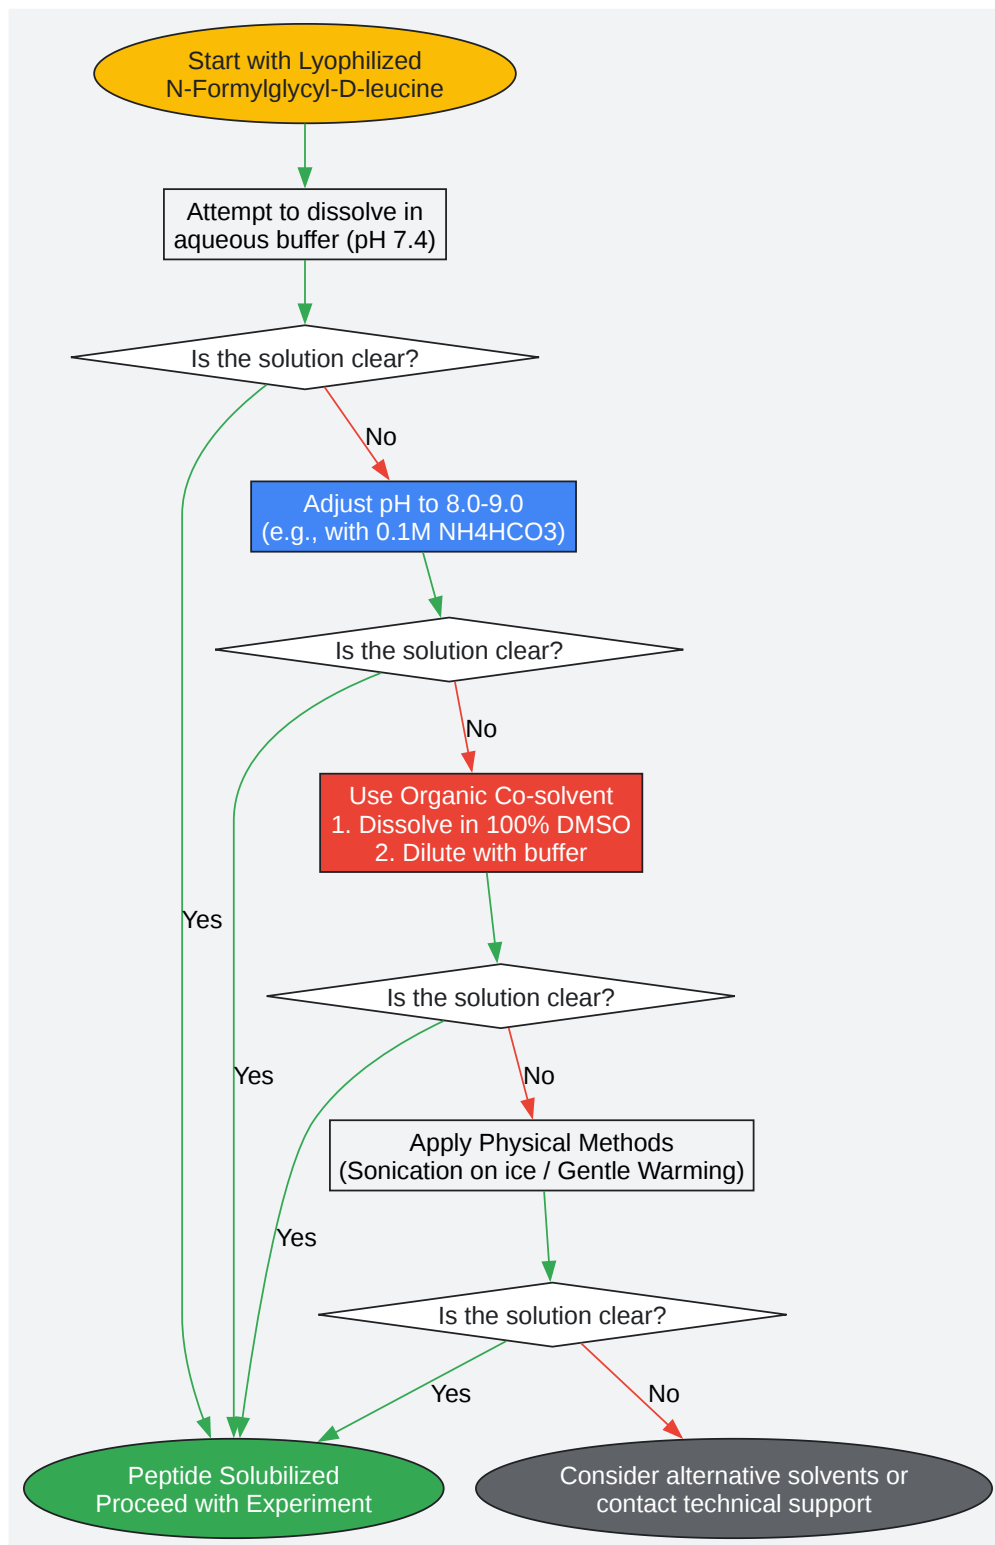 Start with Lyophilized
N-Formylglycyl-D-leucine
Attempt to dissolve in
aqueous buffer (pH 7.4)
Is the solution clear?
No
Adjust pH to 8.0-9.0
(e.g., with 0.1M NH4HCO3)
Is the solution clear?
No
Use Organic Co-solvent
1. Dissolve in 100% DMSO
2. Dilute with buffer
Yes
Is the solution clear?
Yes
No
Apply Physical Methods
(Sonication on ice / Gentle Warming)
Yes
Is the solution clear?
Yes
No
Peptide Solubilized
Proceed with Experiment
Consider alternative solvents or
contact technical support